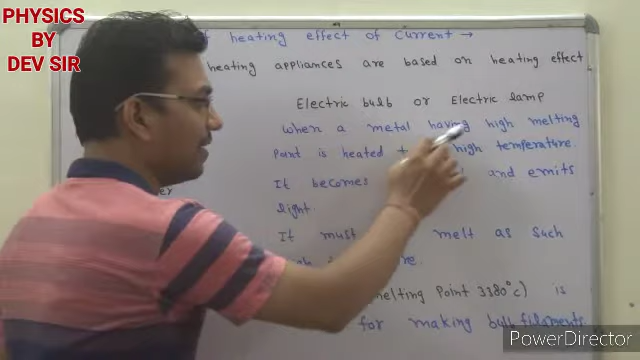 PHYSICS
BY
DEV SIR
heating effect of Current →
heating appliances are based on heating effect
Electric bulb or Electric lamp
When a metal having high melting
Point is heated high temperature.
It becomes and emits
light.
It must melt as such
melting Point 3380°c) is
for making bulb filaments
PowerDirector